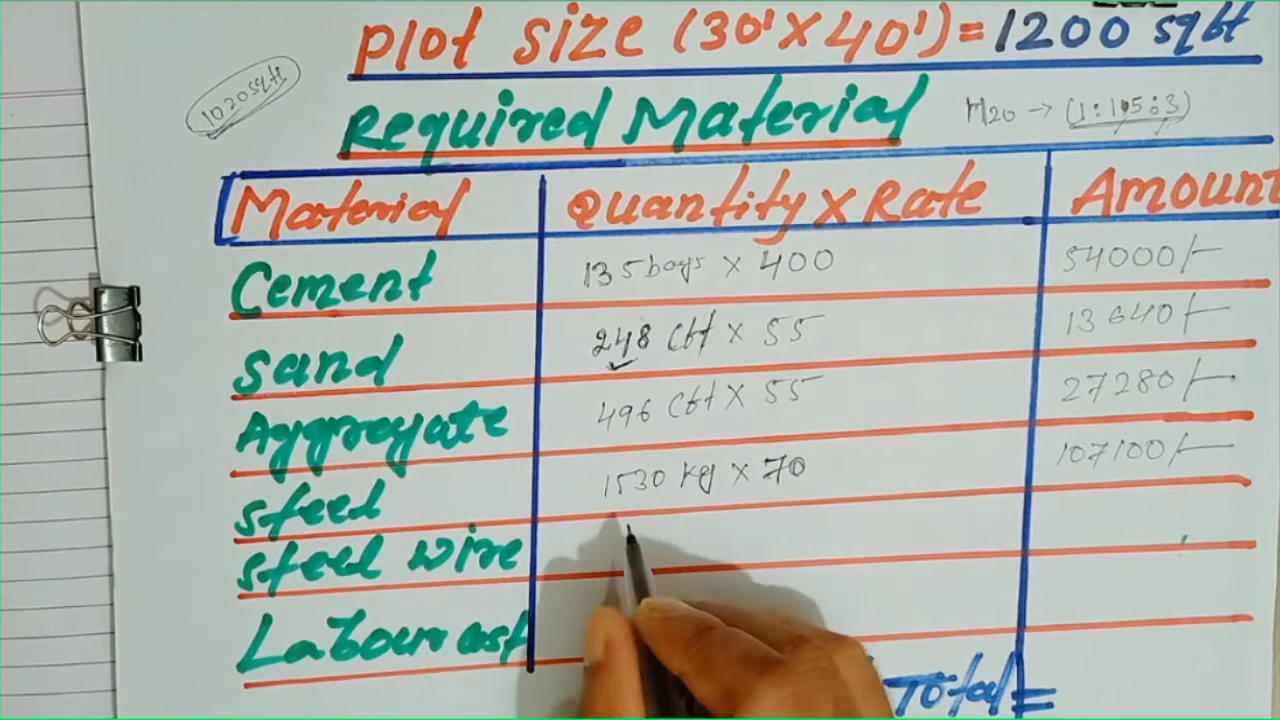 Plot size (30'x40')=1200 sqft
1020sqft
Required Material M20 → (1:1.5:3)
Material Quantity x Rate Amount
Cement 135bags x 400 54000/-
Sand 248 cft x 55 13640/-
Aggregate 496 cft x 55 27280/-
Steel 1530 kg x 70 107100/-
Steel wire
Labour cost
Total=